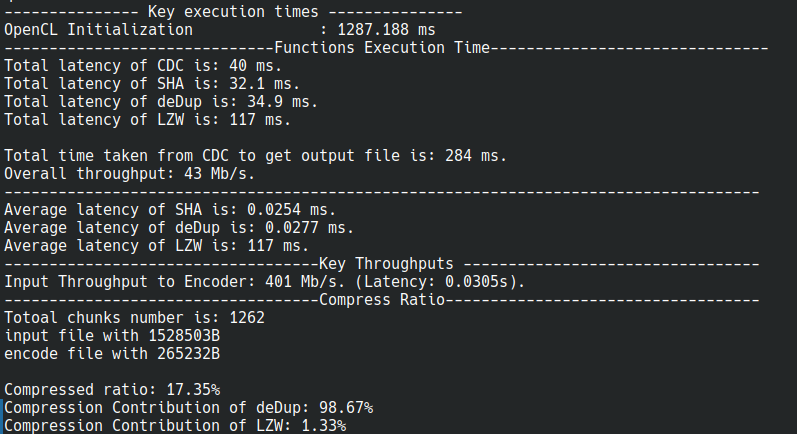 --------------- Key execution times ---------------
OpenCL Initialization              : 1287.188 ms
------------------------------Functions Execution Time-------------------------------
Total latency of CDC is: 40 ms.
Total latency of SHA is: 32.1 ms.
Total latency of deDup is: 34.9 ms.
Total latency of LZW is: 117 ms.

Total time taken from CDC to get output file is: 284 ms.
Overall throughput: 43 Mb/s.
------------------------------------------------------------------------------------
Average latency of SHA is: 0.0254 ms.
Average latency of deDup is: 0.0277 ms.
Average latency of LZW is: 117 ms.
-----------------------------------Key Throughputs ---------------------------------
Input Throughput to Encoder: 401 Mb/s. (Latency: 0.0305s).
-----------------------------------Compress Ratio-----------------------------------
Totoal chunks number is: 1262
input file with 1528503B
encode file with 265232B

Compressed ratio: 17.35%
Compression Contribution of deDup: 98.67%
Compression Contribution of LZW: 1.33%